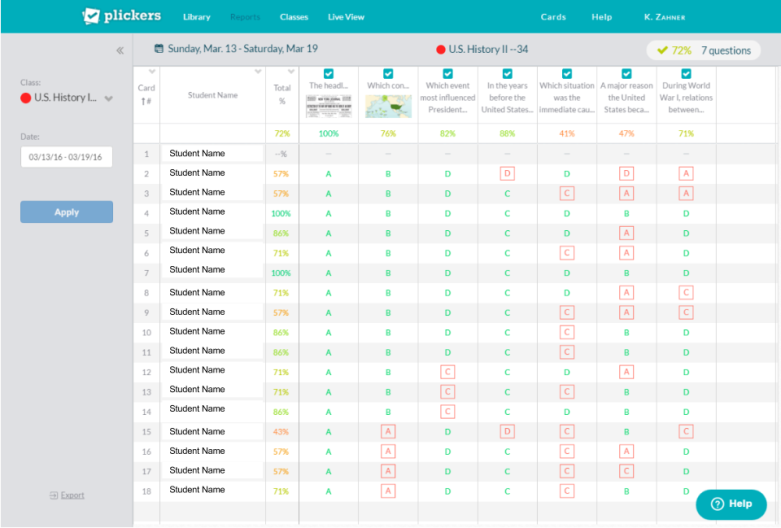 plickers Library Reports Classes Live View Cards Help K. ZAHNER
« Sunday, Mar. 13 - Saturday, Mar 19 U.S. History II --34 72% 7 questions
Class:
U.S. History I...
Date:
03/13/16 - 03/19/16
Apply
Export
Card ↑# Student Name Total % The headl... Which con... Which event most influenced President... In the years before the United States... Which situation was the immediate cau... A major reason the United States beca... During World War I, relations between...
72% 100% 76% 82% 88% 41% 47% 71%
1 Student Name --% -- -- -- -- -- -- --
2 Student Name 57% A B D D D D A
3 Student Name 57% A B D C C A A
4 Student Name 100% A B D C D B D
5 Student Name 86% A B D C D A D
6 Student Name 71% A B D C C A D
7 Student Name 100% A B D C D B D
8 Student Name 71% A B D C D A C
9 Student Name 57% A B D C C A C
10 Student Name 86% A B D C C B D
11 Student Name 86% A B D C C B D
12 Student Name 71% A B C C D A D
13 Student Name 71% A B C C C B D
14 Student Name 86% A B C C D B D
15 Student Name 43% A A D D C B C
16 Student Name 57% A A D C C A D
17 Student Name 57% A A D C C C D
18 Student Name 71% A A D C C B D
Help